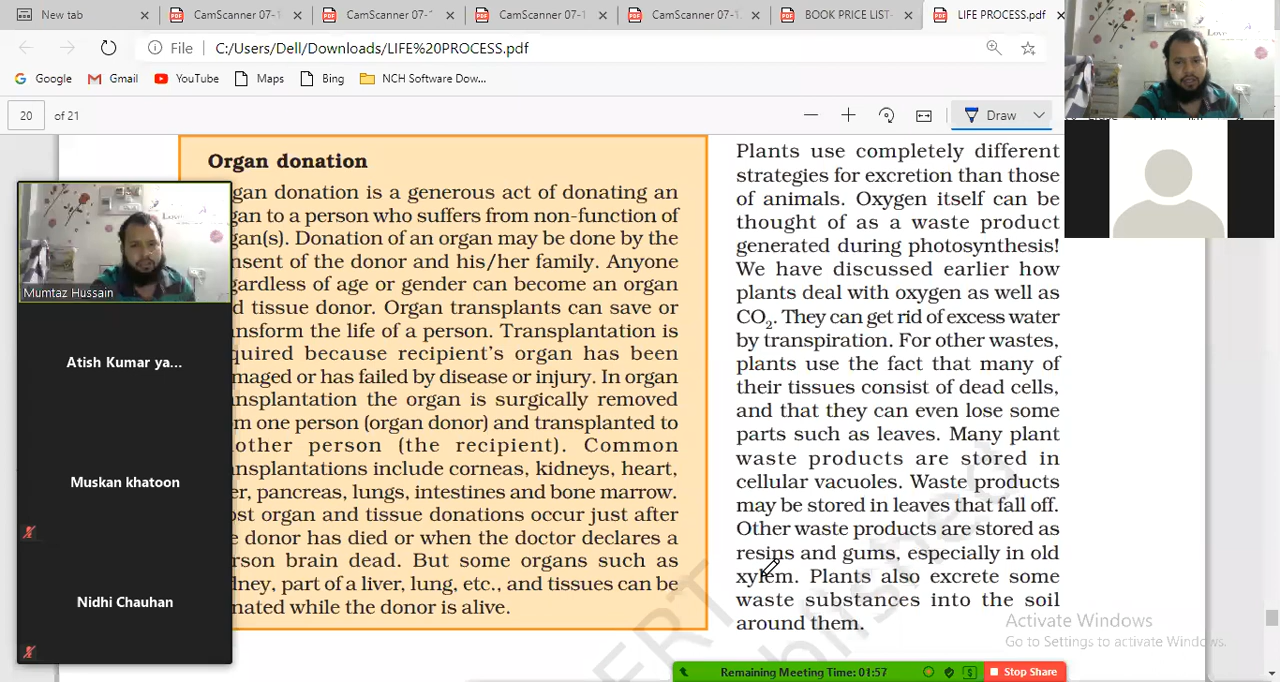 New tab
CamScanner 07-1
CamScanner 07-
CamScanner 07-1
CamScanner 07-1
BOOK PRICE LIST-
LIFE PROCESS.pdf
File
C:/Users/Dell/Downloads/LIFE%20PROCESS.pdf
Google
Gmail
YouTube
Maps
Bing
NCH Software Dow...
20
of 21
Draw
Organ donation
gan donation is a generous act of donating an
gan to a person who suffers from non-function of
gan(s). Donation of an organ may be done by the
nsent of the donor and his/her family. Anyone
gardless of age or gender can become an organ
d tissue donor. Organ transplants can save or
ansform the life of a person. Transplantation is
quired because recipient's organ has been
maged or has failed by disease or injury. In organ
ansplantation the organ is surgically removed
om one person (organ donor) and transplanted to
other person (the recipient). Common
ansplantations include corneas, kidneys, heart,
er, pancreas, lungs, intestines and bone marrow.
ost organ and tissue donations occur just after
e donor has died or when the doctor declares a
rson brain dead. But some organs such as
dney, part of a liver, lung, etc., and tissues can be
nated while the donor is alive.
Plants use completely different
strategies for excretion than those
of animals. Oxygen itself can be
thought of as a waste product
generated during photosynthesis!
We have discussed earlier how
plants deal with oxygen as well as
CO2. They can get rid of excess water
by transpiration. For other wastes,
plants use the fact that many of
their tissues consist of dead cells,
and that they can even lose some
parts such as leaves. Many plant
waste products are stored in
cellular vacuoles. Waste products
may be stored in leaves that fall off.
Other waste products are stored as
resins and gums, especially in old
xylem. Plants also excrete some
waste substances into the soil
around them.
Mumtaz Hussain
Atish Kumar ya...
Muskan khatoon
Nidhi Chauhan
Activate Windows
Go to Settings to activate Windows.
Remaining Meeting Time: 01:57
Stop Share